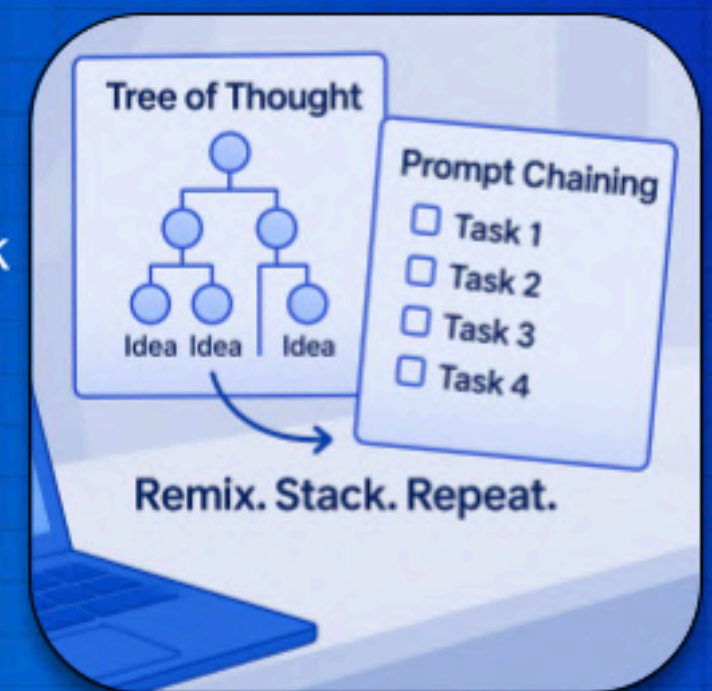 Tree of Thought
Idea Idea Idea
Prompt Chaining
Task 1
Task 2
Task 3
Task 4
Remix. Stack. Repeat.